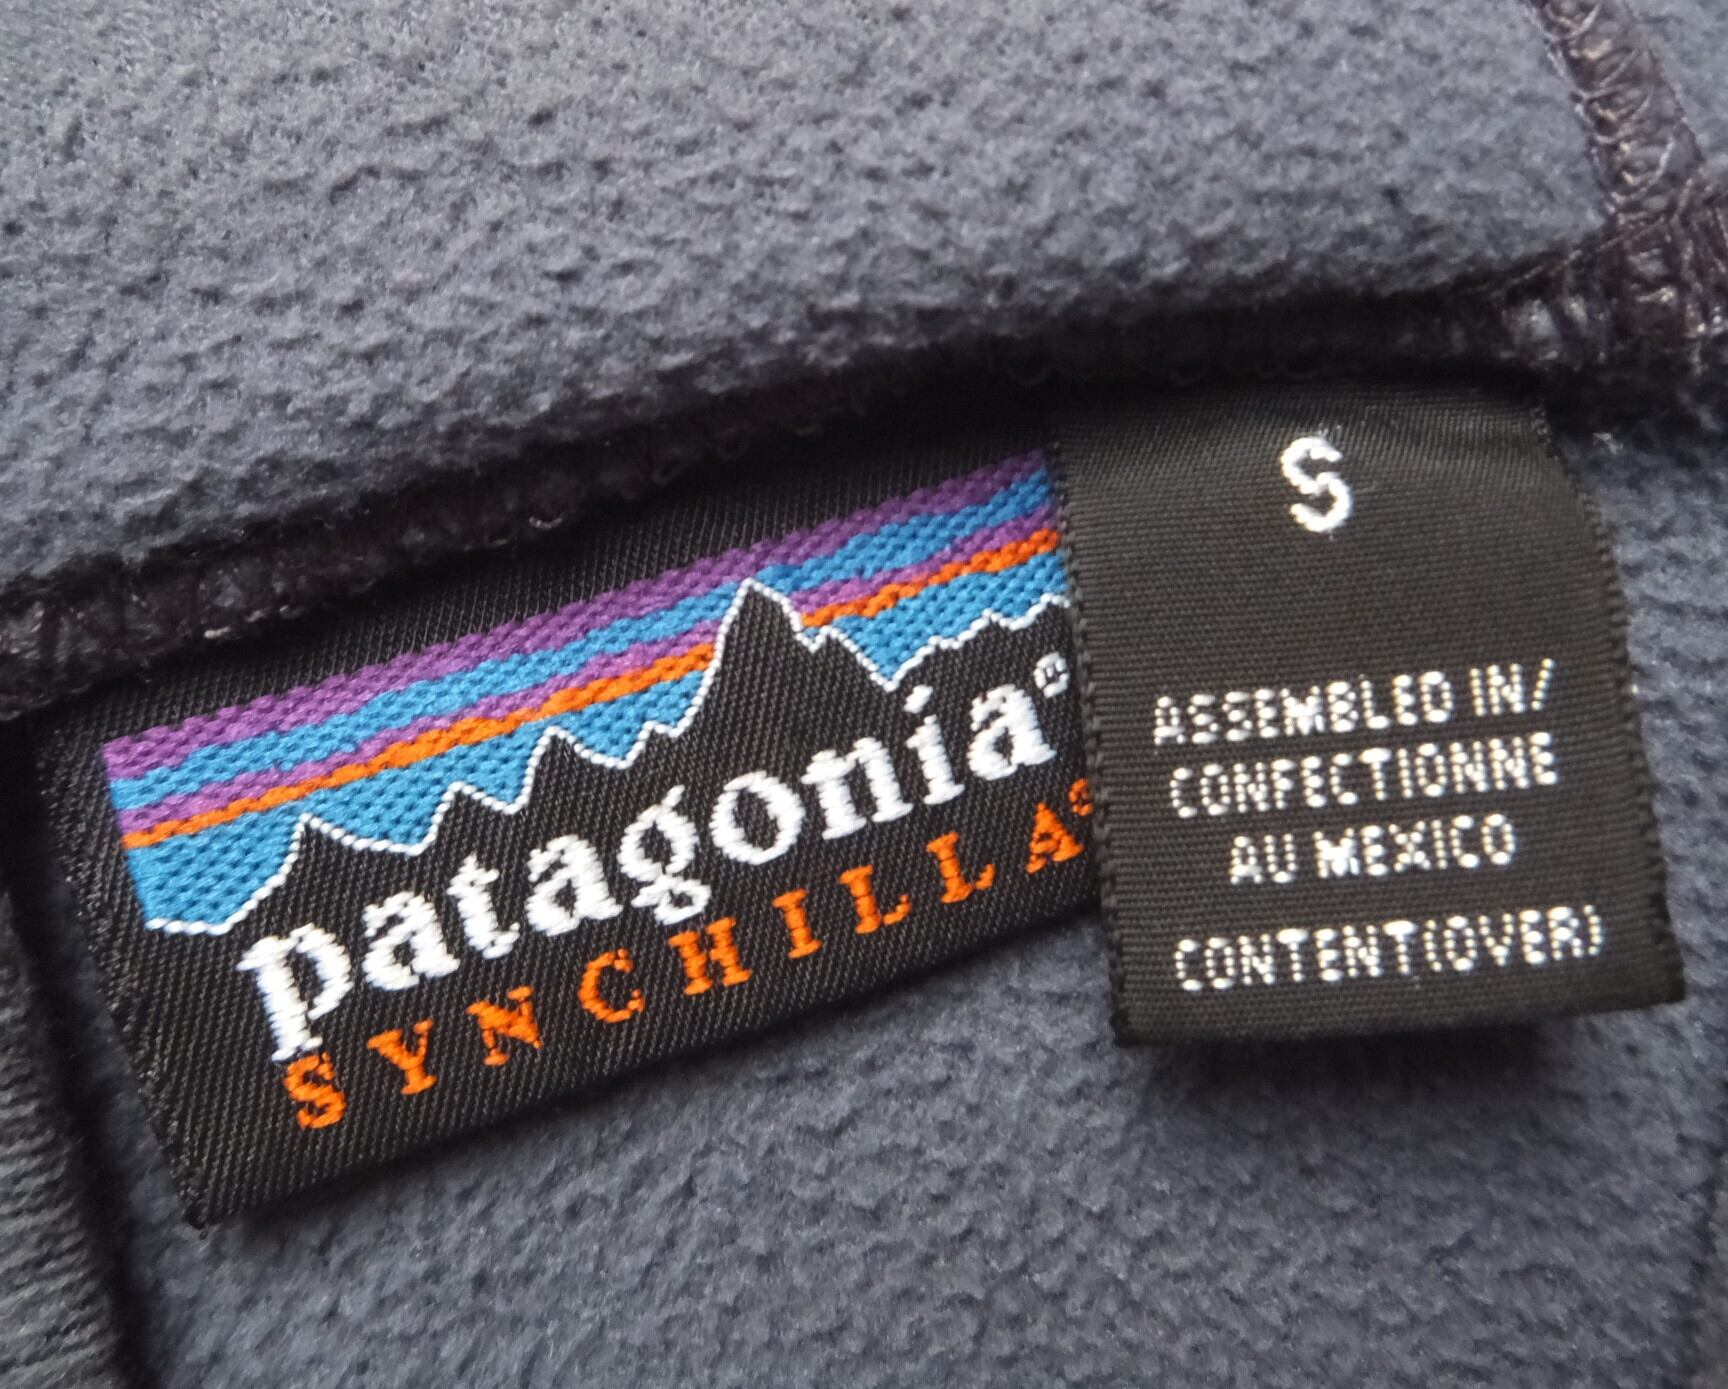 patagonia®
SYNCHILLA®
S
ASSEMBLED IN/
CONFECTIONNE
AU MEXICO
CONTENT(OVER)